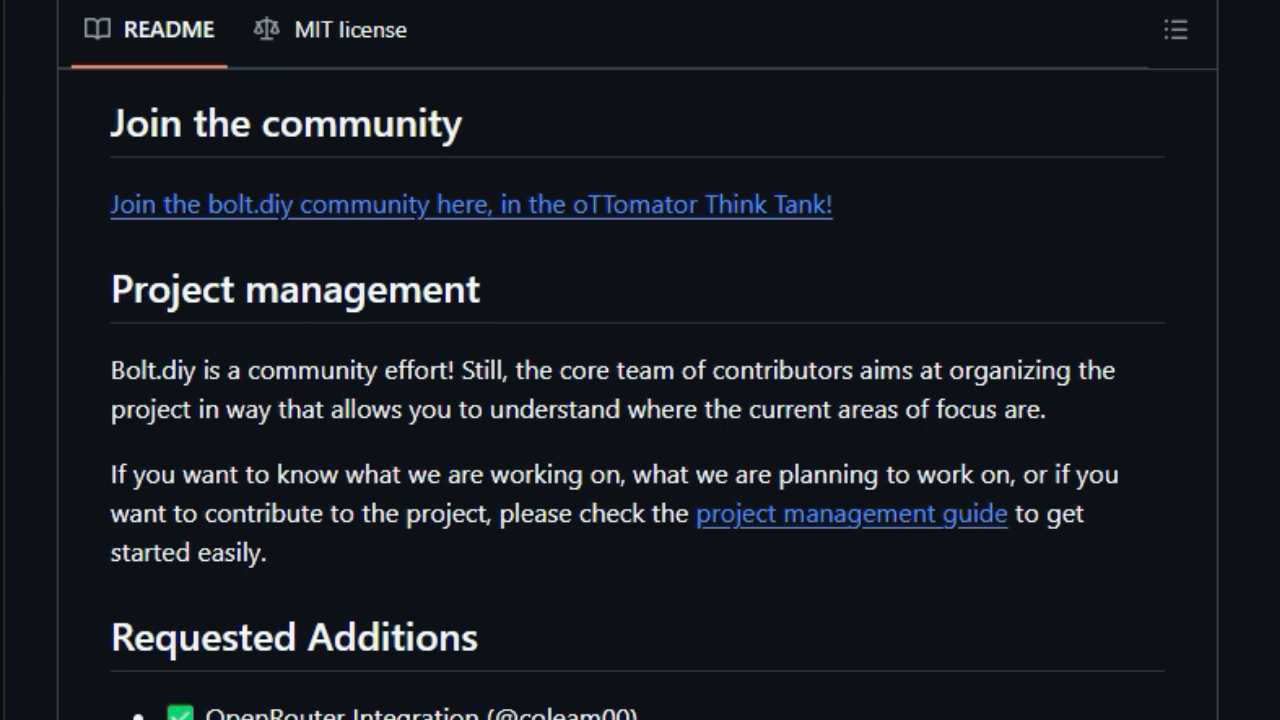 README MIT license
Join the community
Join the bolt.diy community here, in the oTTomator Think Tank!
Project management
Bolt.diy is a community effort! Still, the core team of contributors aims at organizing the
project in way that allows you to understand where the current areas of focus are.
If you want to know what we are working on, what we are planning to work on, or if you
want to contribute to the project, please check the project management guide to get
started easily.
Requested Additions
OpenRouter Integration (@coleam00)